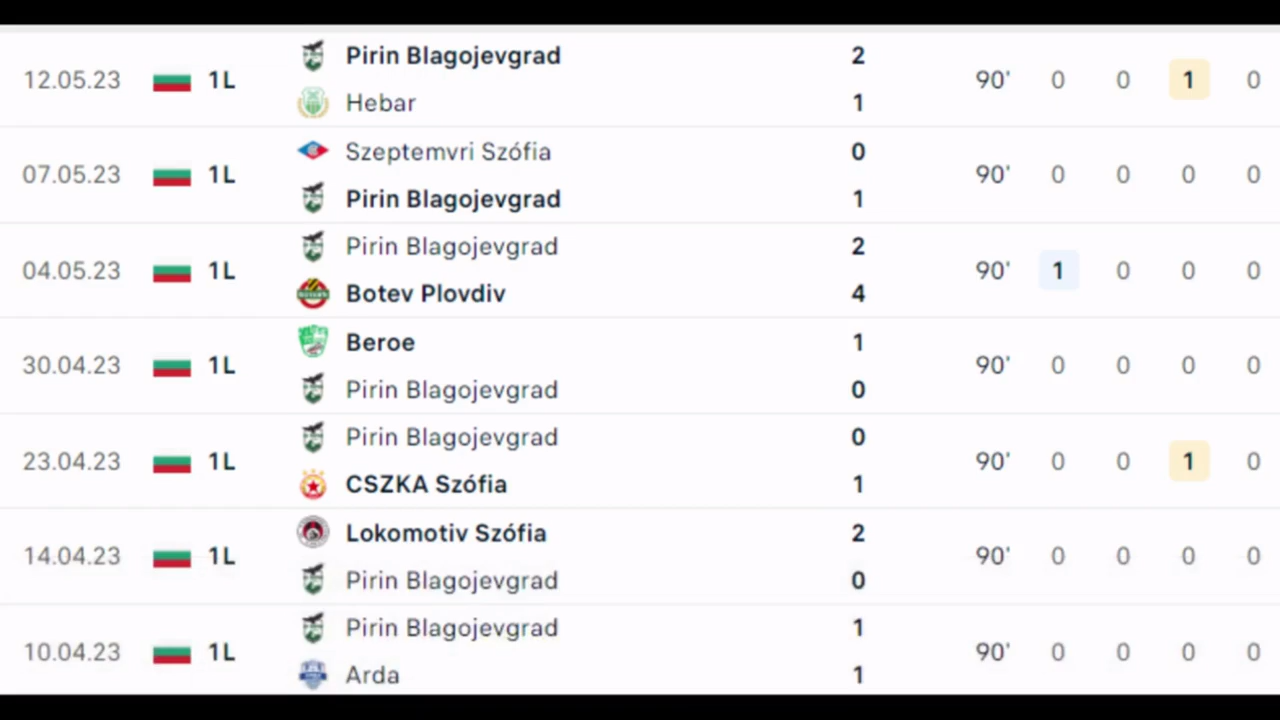 12.05.23 1L Pirin Blagojevgrad 2 90' 0 0 1 0
Hebar 1
07.05.23 1L Szeptemvri Szófia 0 90' 0 0 0 0
Pirin Blagojevgrad 1
04.05.23 1L Pirin Blagojevgrad 2 90' 1 0 0 0
Botev Plovdiv 4
30.04.23 1L Beroe 1 90' 0 0 0 0
Pirin Blagojevgrad 0
23.04.23 1L Pirin Blagojevgrad 0 90' 0 0 1 0
CSZKA Szófia 1
14.04.23 1L Lokomotiv Szófia 2 90' 0 0 0 0
Pirin Blagojevgrad 0
10.04.23 1L Pirin Blagojevgrad 1 90' 0 0 0 0
Arda 1